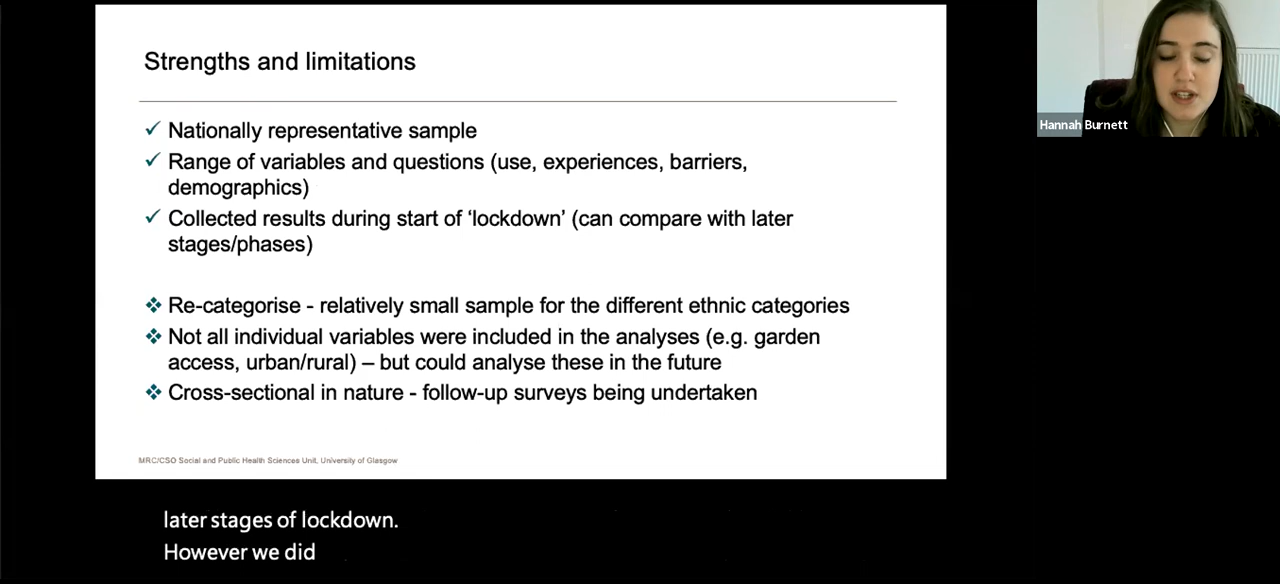 Strengths and limitations
✓ Nationally representative sample
✓ Range of variables and questions (use, experiences, barriers,
demographics)
✓ Collected results during start of ‘lockdown’ (can compare with later
stages/phases)
❖ Re-categorise - relatively small sample for the different ethnic categories
❖ Not all individual variables were included in the analyses (e.g. garden
access, urban/rural) – but could analyse these in the future
❖ Cross-sectional in nature - follow-up surveys being undertaken
MRC/CSO Social and Public Health Sciences Unit, University of Glasgow
Hannah Burnett
later stages of lockdown.
However we did